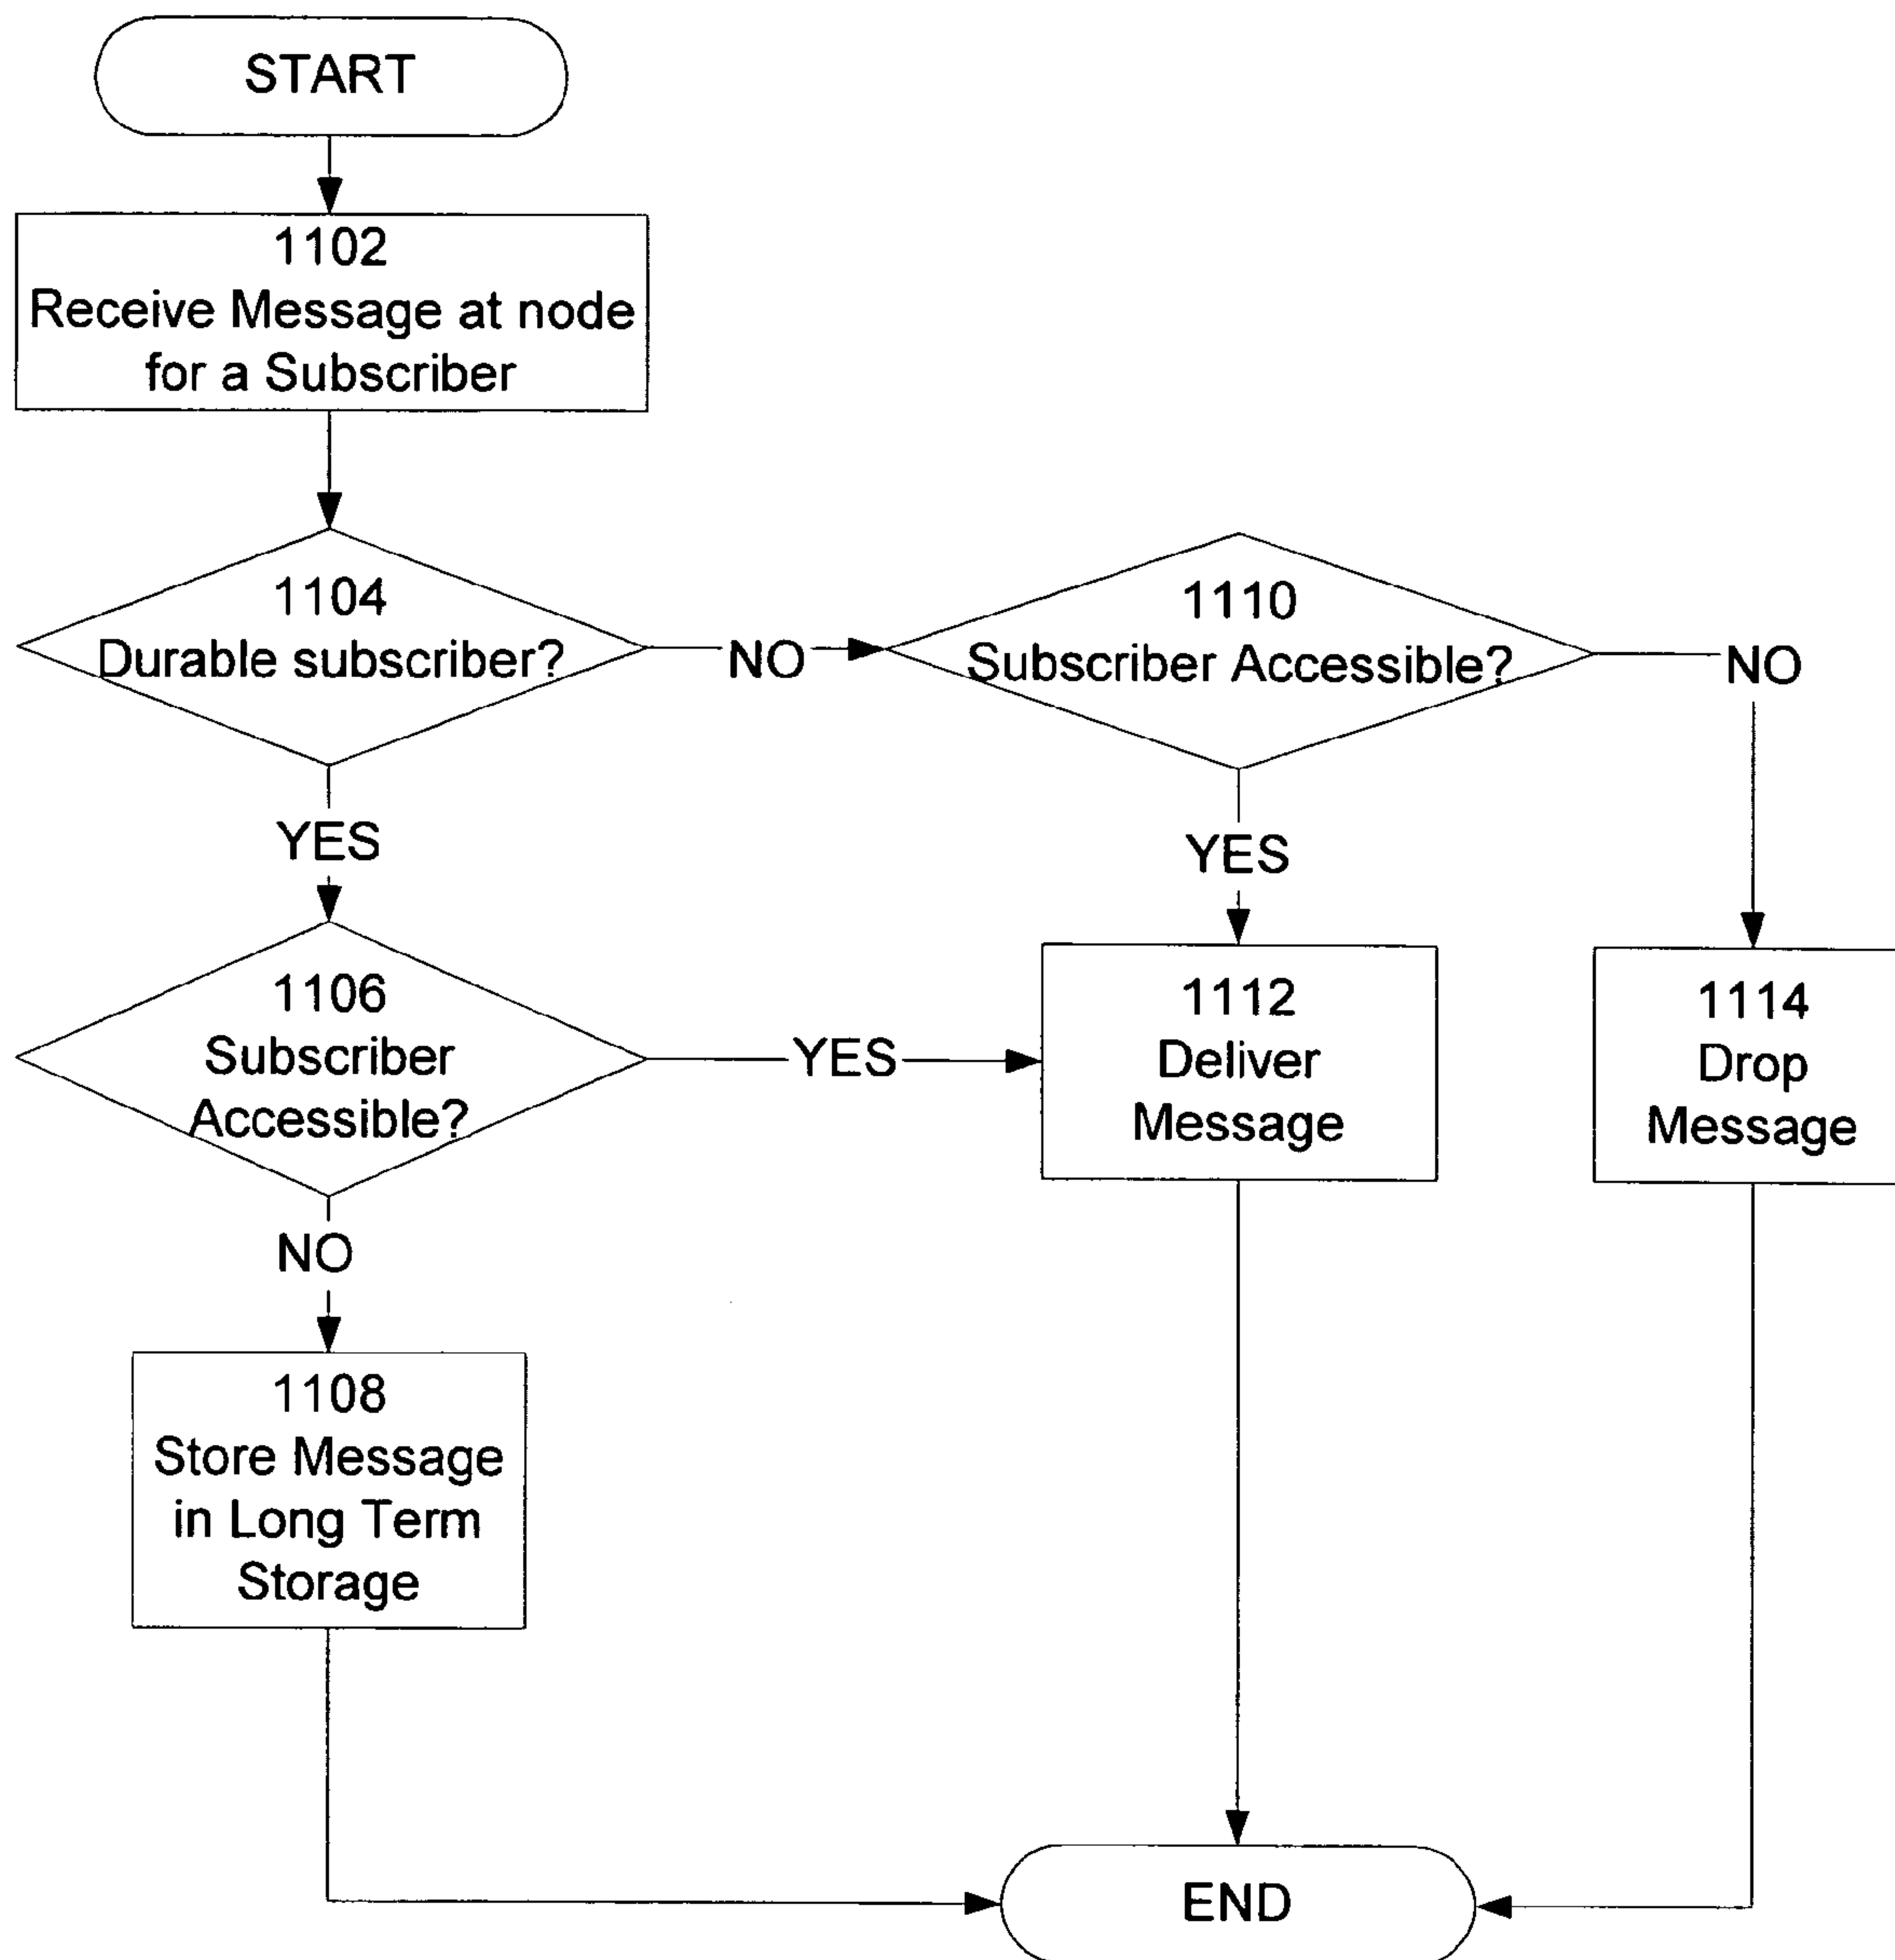 START
1102
Receive Message at node
for a Subscriber
1104
Durable subscriber?
NO
1110
Subscriber Accessible?
NO
YES
YES
1106
Subscriber
Accessible?
YES
1112
Deliver
Message
1114
Drop
Message
NO
1108
Store Message
in Long Term
Storage
END